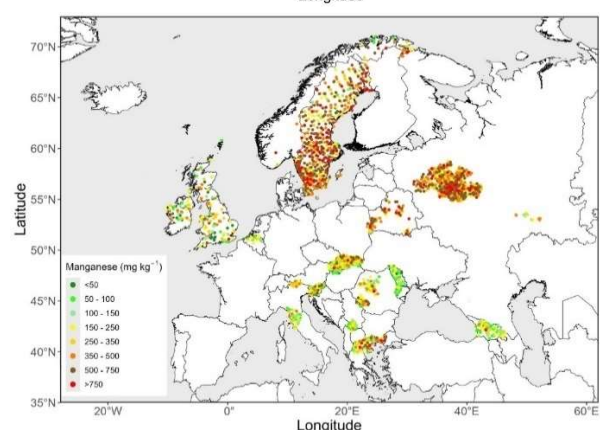 Longitude
70°N
65°N
60°N
55°N
50°N
45°N
40°N
35°N
Latitude
Manganese (mg kg⁻¹)
<50
50 - 100
100 - 150
150 - 250
250 - 350
350 - 500
500 - 750
>750
20°W
0°
20°E
40°E
60°E
Longitude